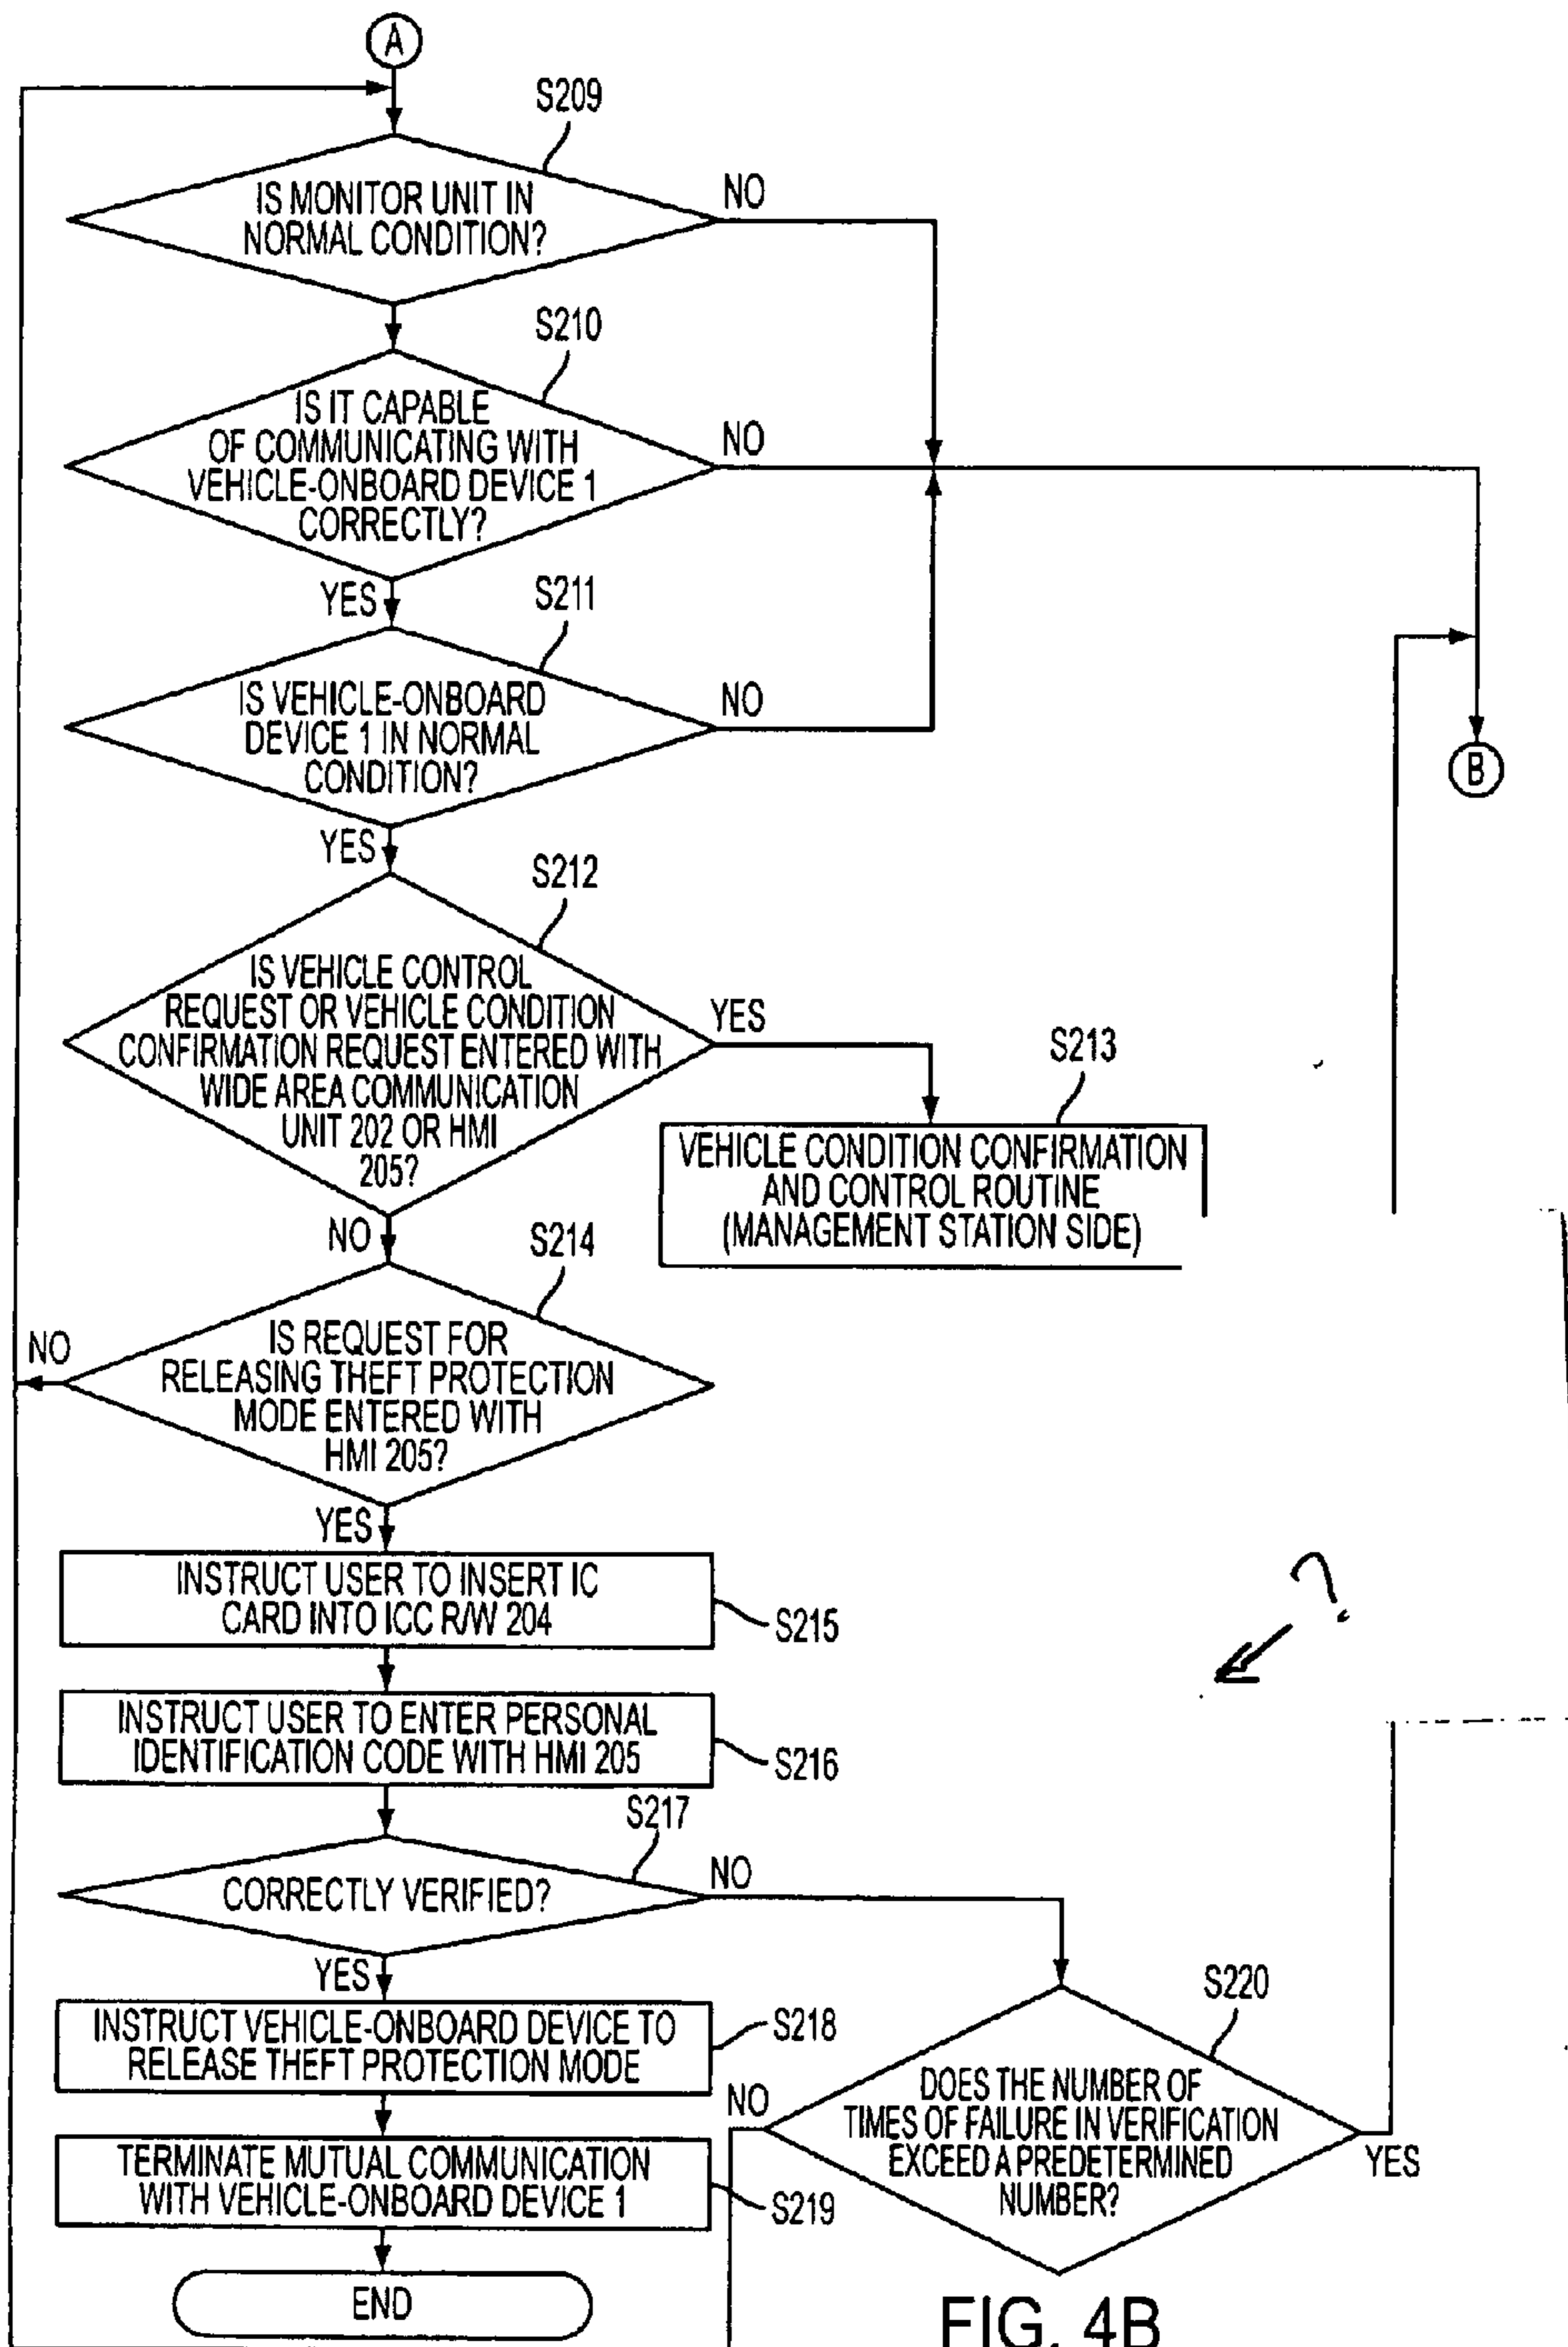 A
S209
IS MONITOR UNIT IN
NORMAL CONDITION?
NO
S210
IS IT CAPABLE
OF COMMUNICATING WITH
VEHICLE-ONBOARD DEVICE 1
CORRECTLY?
NO
YES
S211
IS VEHICLE-ONBOARD
DEVICE 1 IN NORMAL
CONDITION?
NO
B
YES
S212
IS VEHICLE CONTROL
REQUEST OR VEHICLE CONDITION
CONFIRMATION REQUEST ENTERED WITH
WIDE AREA COMMUNICATION
UNIT 202 OR HMI
205?
YES
S213
VEHICLE CONDITION CONFIRMATION
AND CONTROL ROUTINE
(MANAGEMENT STATION SIDE)
NO
S214
IS REQUEST FOR
RELEASING THEFT PROTECTION
MODE ENTERED WITH
HMI 205?
NO
YES
INSTRUCT USER TO INSERT IC
CARD INTO ICC R/W 204
S215
?
INSTRUCT USER TO ENTER PERSONAL
IDENTIFICATION CODE WITH HMI 205
S216
S217
CORRECTLY VERIFIED?
NO
YES
INSTRUCT VEHICLE-ONBOARD DEVICE TO
RELEASE THEFT PROTECTION MODE
S218
S220
DOES THE NUMBER OF
TIMES OF FAILURE IN VERIFICATION
EXCEED A PREDETERMINED
NUMBER?
NO
YES
TERMINATE MUTUAL COMMUNICATION
WITH VEHICLE-ONBOARD DEVICE 1
S219
END
FIG. 4B